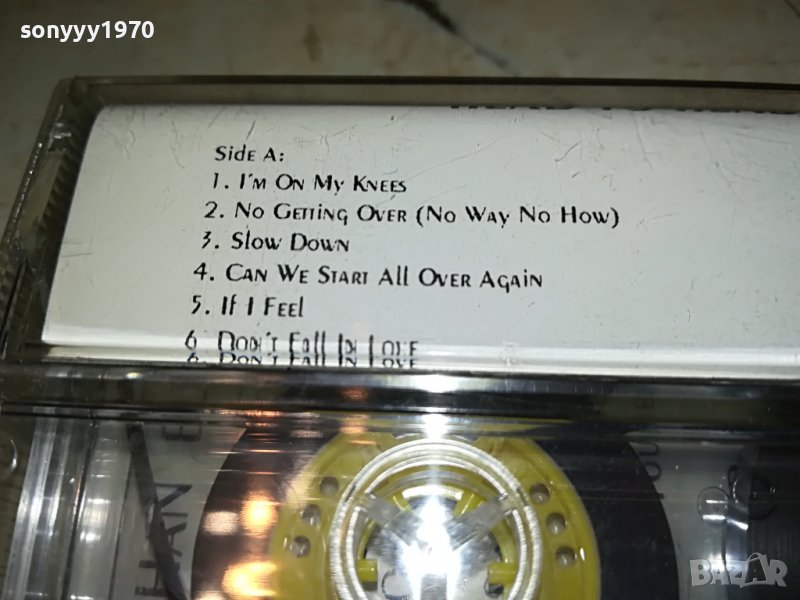 sonyyy1970
Side A:
1. I'm On My Knees
2. No Getting Over (No Way No How)
3. Slow Down
4. Can We Start All Over Again
5. If I Feel
6 Don't Fall In Love
BAZAR